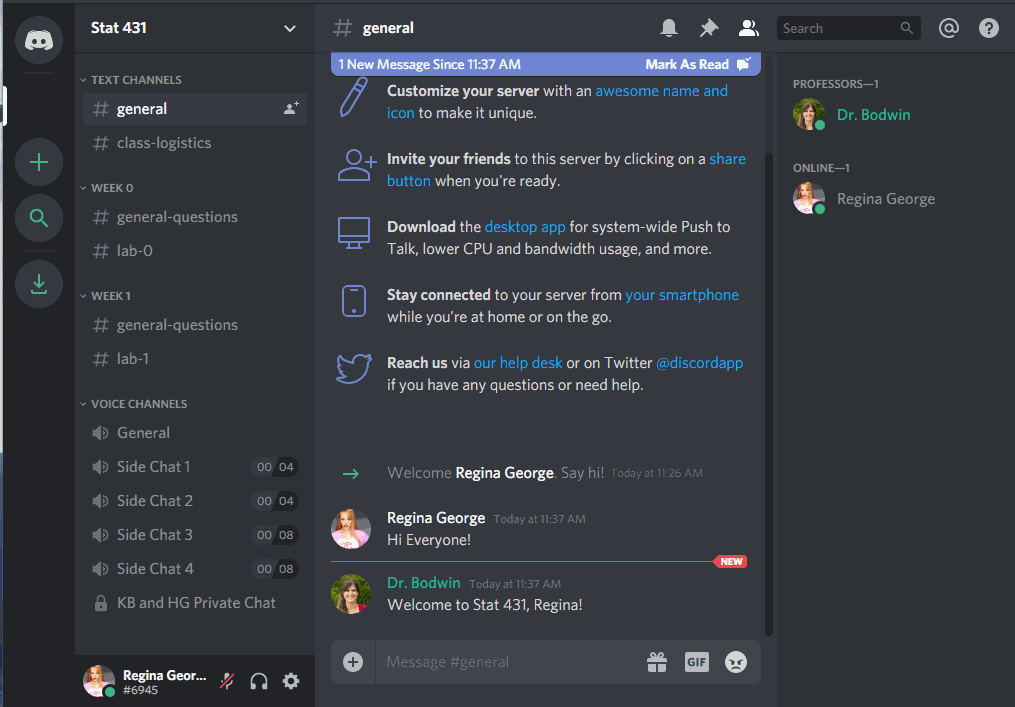 Stat 431
TEXT CHANNELS
general
class-logistics
WEEK 0
general-questions
lab-0
WEEK 1
general-questions
lab-1
VOICE CHANNELS
General
Side Chat 1 00 04
Side Chat 2 00 04
Side Chat 3 00 08
Side Chat 4 00 08
KB and HG Private Chat
Regina Geor...
#6945
# general
Search
1 New Message Since 11:37 AM Mark As Read
Customize your server with an awesome name and
icon to make it unique.
Invite your friends to this server by clicking on a share
button when you're ready.
Download the desktop app for system-wide Push to
Talk, lower CPU and bandwidth usage, and more.
Stay connected to your server from your smartphone
while you're at home or on the go.
Reach us via our help desk or on Twitter @discordapp
if you have any questions or need help.
Welcome Regina George. Say hi! Today at 11:26 AM
Regina George Today at 11:37 AM
Hi Everyone!
NEW
Dr. Bodwin Today at 11:37 AM
Welcome to Stat 431, Regina!
Message #general
GIF
PROFESSORS—1
Dr. Bodwin
ONLINE—1
Regina George